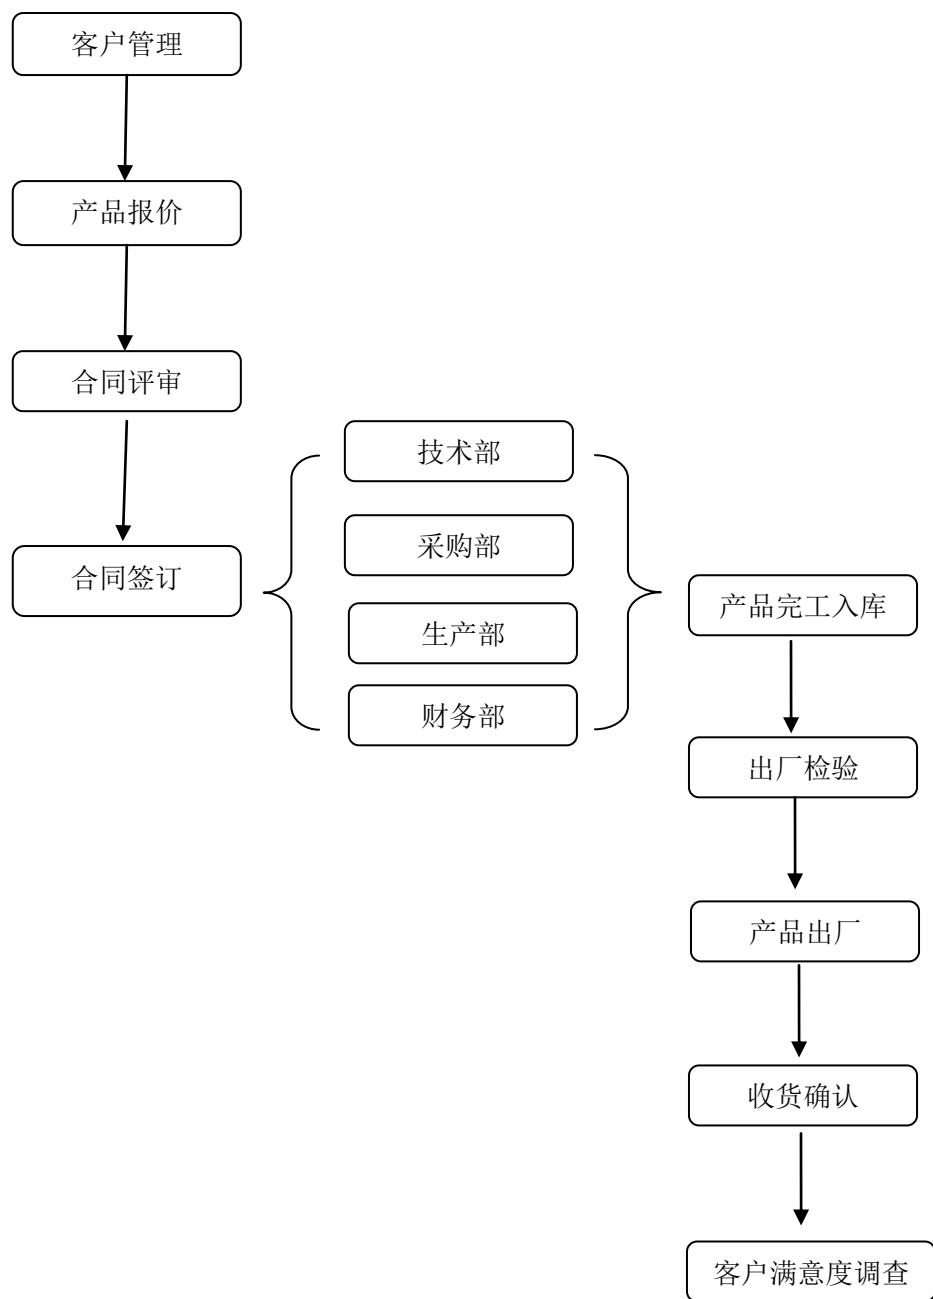 客户管理
产品报价
合同评审
合同签订
技术部
采购部
生产部
财务部
产品完工入库
出厂检验
产品出厂
收货确认
客户满意度调查